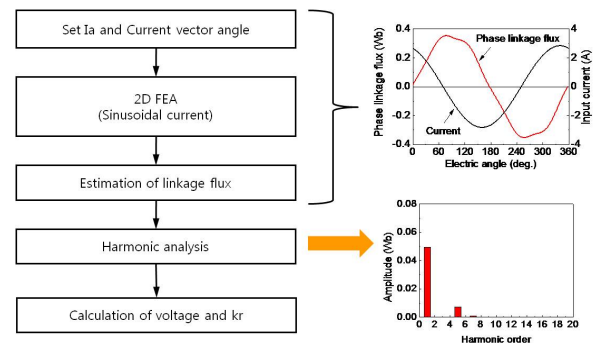 Set Ia and Current vector angle
2D FEA
(Sinusoidal current)
Estimation of linkage flux
Harmonic analysis
Calculation of voltage and kr
Phase linkage flux (Wb)
0.4
0.2
0.0
-0.2
-0.4
Phase linkage flux
Current
4
2
0
-2
-4
Input current (A)
0 60 120 180 240 300 360
Electric angle (deg.)
Amplitude (Wb)
0.08
0.06
0.04
0.02
0.00
0 2 4 6 8 10 12 14 16 18 20
Harmonic order